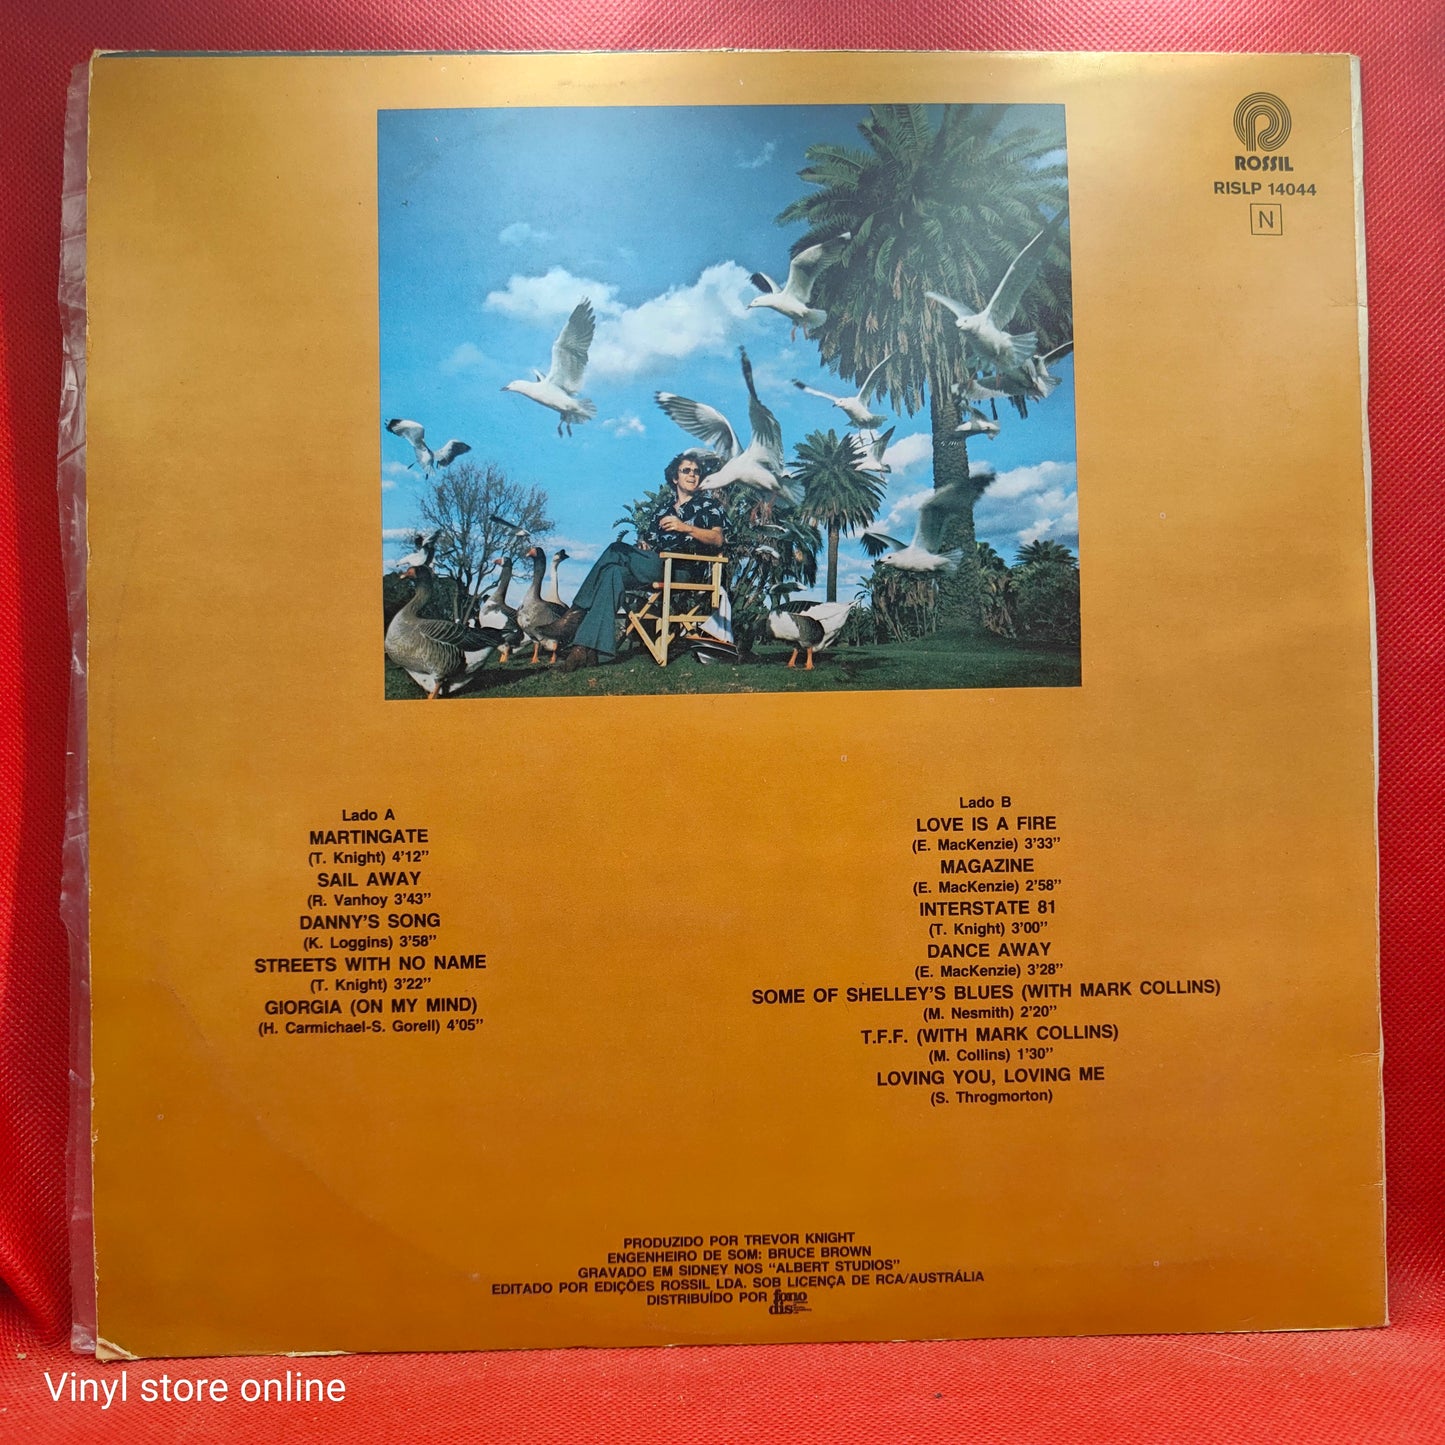 ROSSIL
RISLP 14044
N
Lado A
MARTINGATE
(T. Knight) 4'12"
SAIL AWAY
(R. Vanhoy 3'43"
DANNY'S SONG
(K. Loggins) 3'58"
STREETS WITH NO NAME
(T. Knight) 3'22"
GIORGIA (ON MY MIND)
(H. Carmichael-S. Gorell) 4'05"
Lado B
LOVE IS A FIRE
(E. MacKenzie) 3'33"
MAGAZINE
(E. MacKenzie) 2'58"
INTERSTATE 81
(T. Knight) 3'00"
DANCE AWAY
(E. MacKenzie) 3'28"
SOME OF SHELLEY'S BLUES (WITH MARK COLLINS)
(M. Nesmith) 2'20"
T.F.F. (WITH MARK COLLINS)
(M. Collins) 1'30"
LOVING YOU, LOVING ME
(S. Throgmorton)
PRODUZIDO POR TREVOR KNIGHT
ENGENHEIRO DE SOM: BRUCE BROWN
GRAVADO EM SIDNEY NOS "ALBERT STUDIOS"
EDITADO POR EDIÇÕES ROSSIL LDA. SOB LICENÇA DE RCA/AUSTRÁLIA
DISTRIBUÍDO POR fono
dis
Vinyl store online